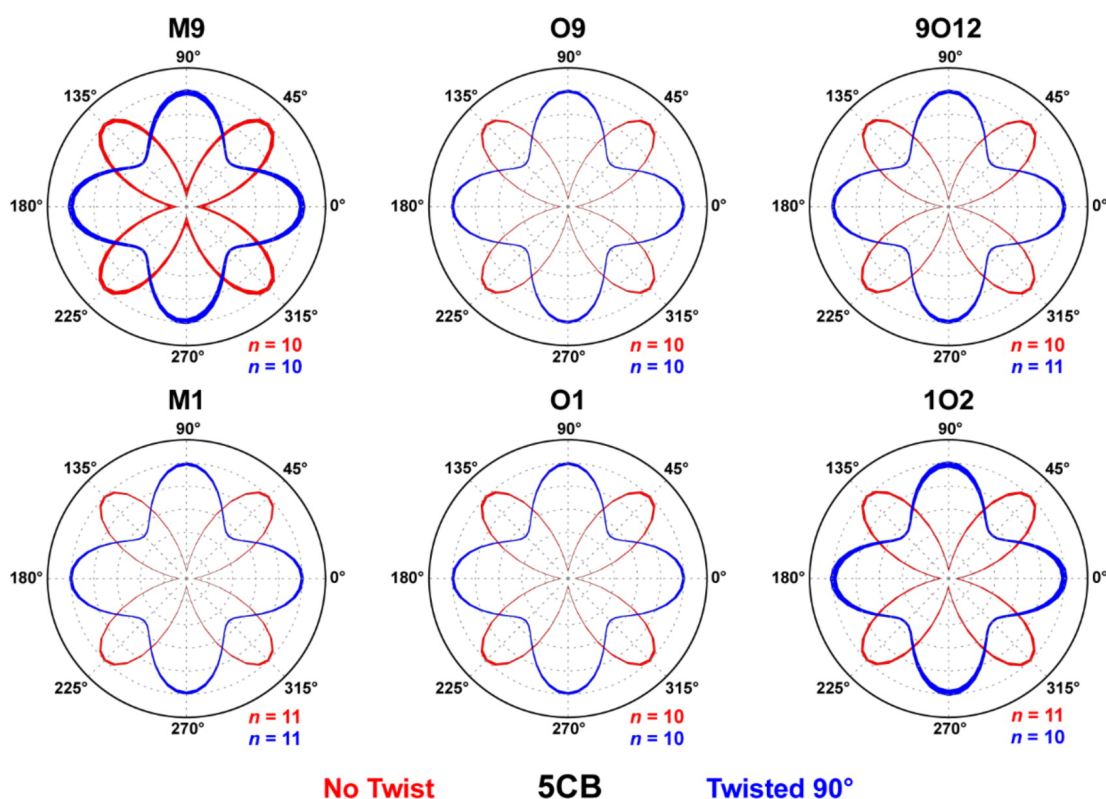 M9 O9 9O12
90° 90° 90°
135° 45° 135° 45° 135° 45°
180° 0° 180° 0° 180° 0°
225° 315° 225° 315° 225° 315°
270° 270° 270°
n = 10 n = 10 n = 10
n = 10 n = 10 n = 11
M1 O1 1O2
90° 90° 90°
135° 45° 135° 45° 135° 45°
180° 0° 180° 0° 180° 0°
225° 315° 225° 315° 225° 315°
270° 270° 270°
n = 11 n = 10 n = 11
n = 11 n = 10 n = 10
No Twist 5CB Twisted 90°